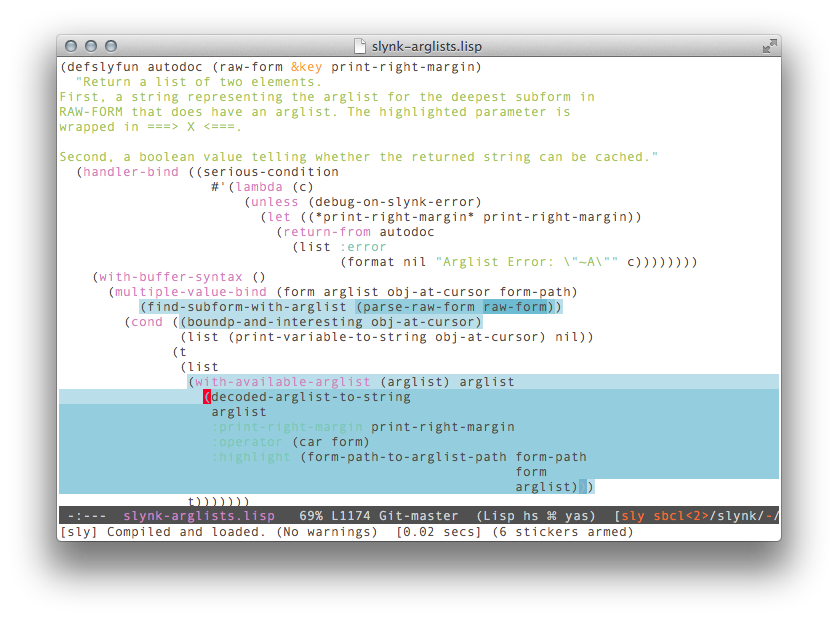 slynk-arglists.lisp
(defslyfun autodoc (raw-form &key print-right-margin)
  "Return a list of two elements.
First, a string representing the arglist for the deepest subform in
RAW-FORM that does have an arglist. The highlighted parameter is
wrapped in ===> X <===.

Second, a boolean value telling whether the returned string can be cached."
  (handler-bind ((serious-condition
                   #'(lambda (c)
                       (unless (debug-on-slynk-error)
                         (let ((*print-right-margin* print-right-margin))
                           (return-from autodoc
                             (list :error
                                   (format nil "Arglist Error: \"~A\"" c))))))))
    (with-buffer-syntax ()
      (multiple-value-bind (form arglist obj-at-cursor form-path)
          (find-subform-with-arglist (parse-raw-form raw-form))
        (cond ((boundp-and-interesting obj-at-cursor)
               (list (print-variable-to-string obj-at-cursor) nil))
              (t
               (list
                (with-available-arglist (arglist) arglist
                  (decoded-arglist-to-string
                   arglist
                   :print-right-margin print-right-margin
                   :operator (car form)
                   :highlight (form-path-to-arglist-path form-path
                                                         form
                                                         arglist)))
                t)))))))
-:---  slynk-arglists.lisp   69% L1174 Git-master  (Lisp hs ⌘ yas)  [sly sbcl<2>/slynk/-/
[sly] Compiled and loaded. (No warnings)  [0.02 secs] (6 stickers armed)